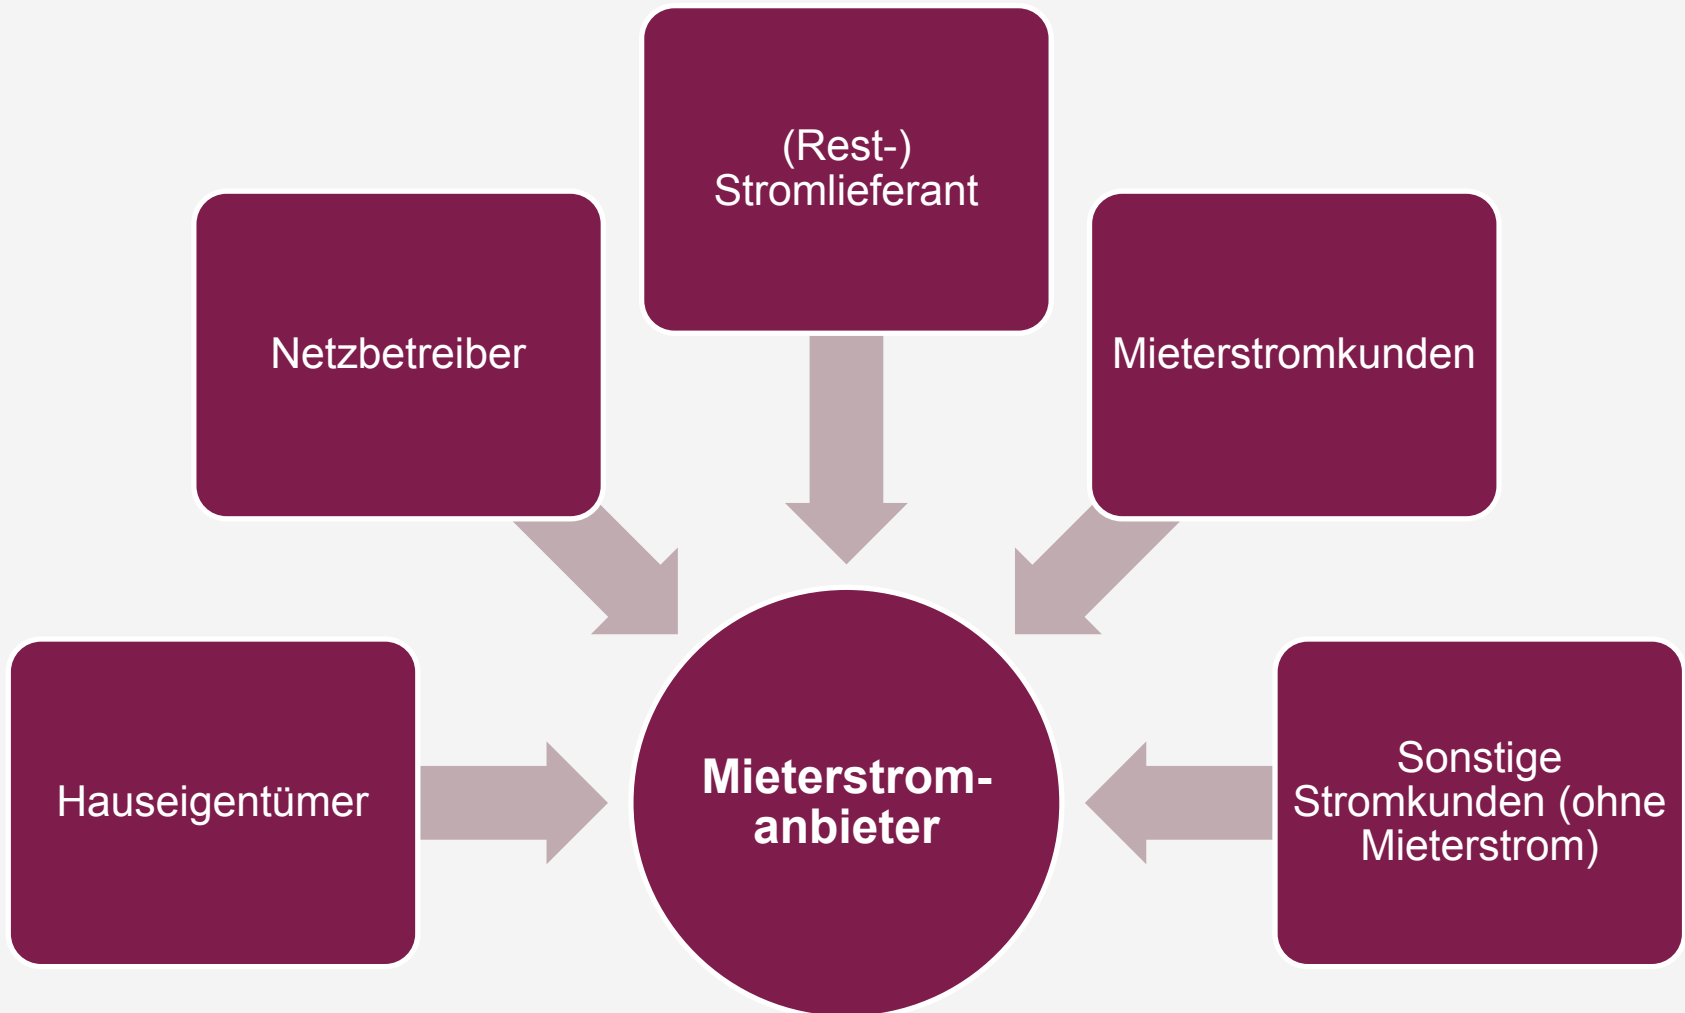 (Rest-)
Stromlieferant
Netzbetreiber
Mieterstromkunden
Hauseigentümer
Mieterstrom-
anbieter
Sonstige
Stromkunden (ohne
Mieterstrom)